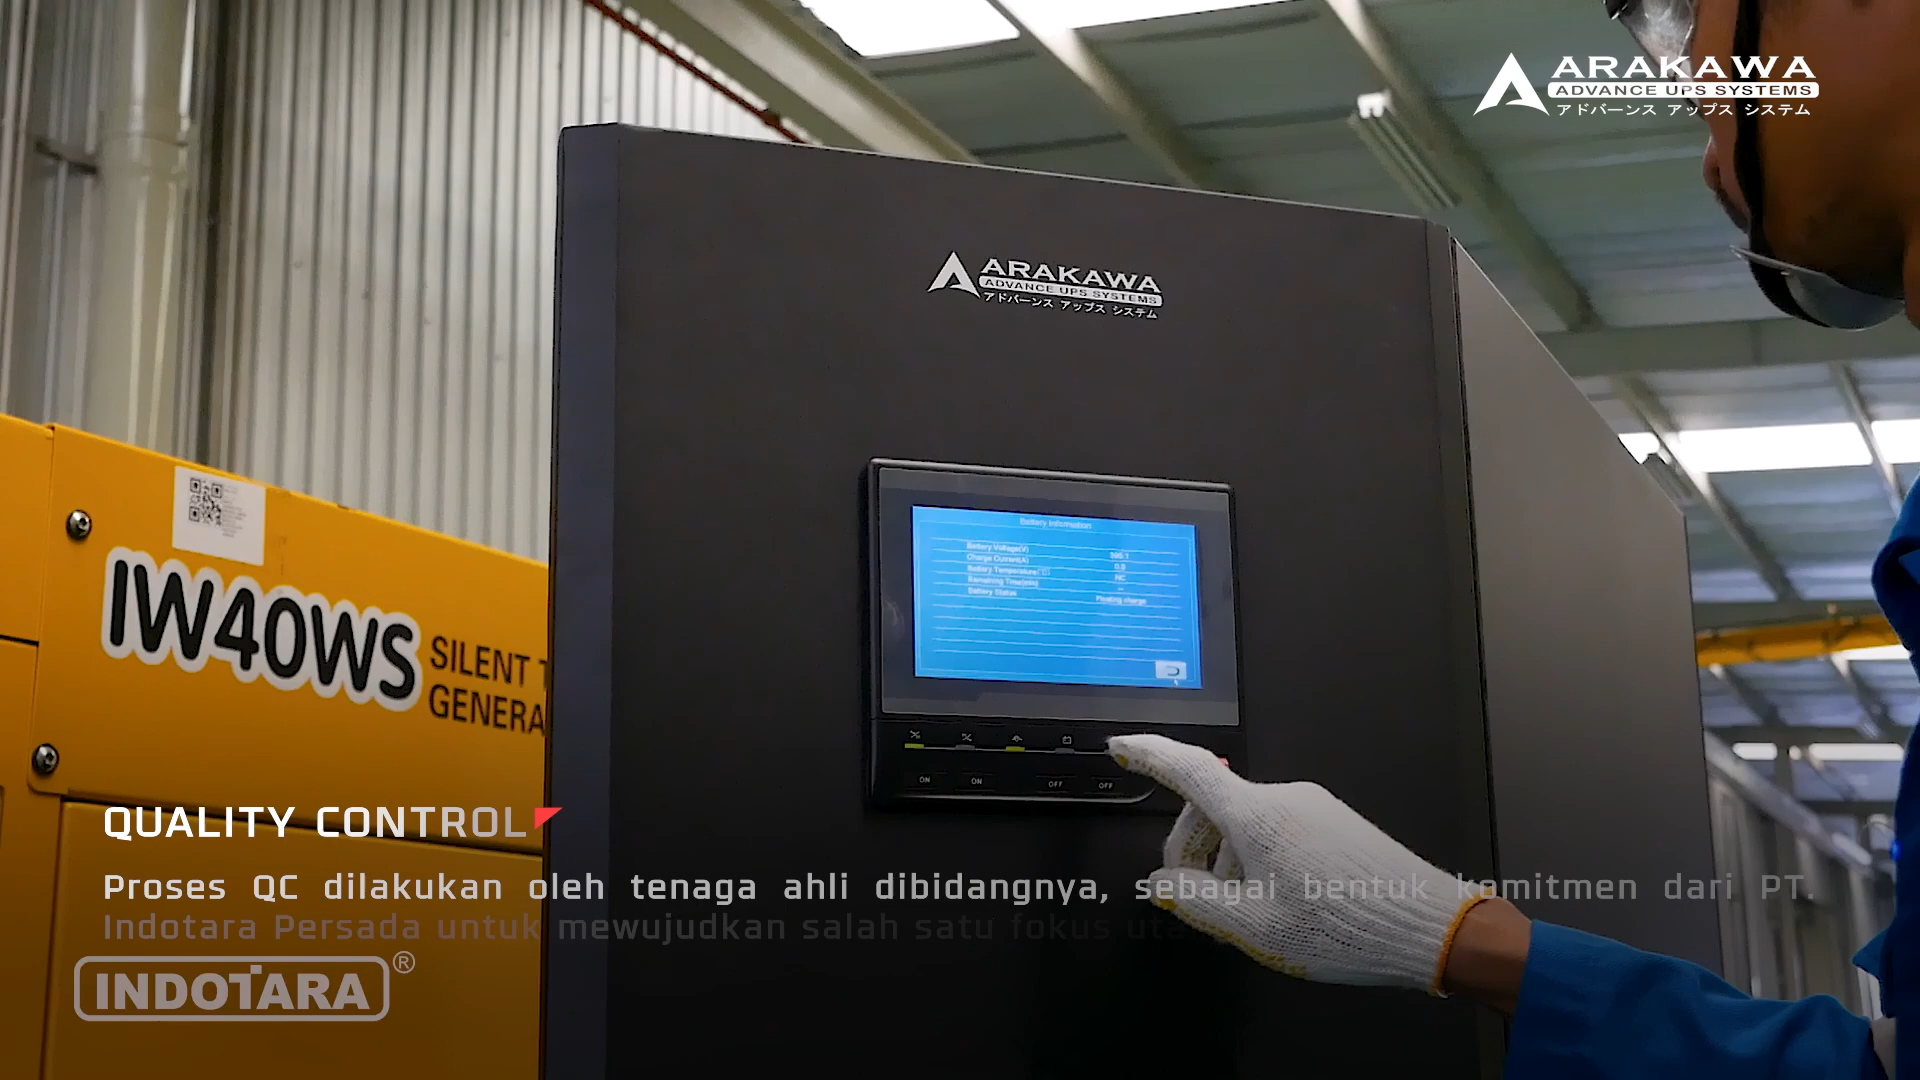 ARAKAWA
ADVANCE UPS SYSTEMS
アドバーンス アップス システム
ARAKAWA
ADVANCE UPS SYSTEMS
アドバーンス アップス システム
Battery Information
Battery Voltage(V)
Charge Current(A) 0.0
Battery Temperature(°C) NC
Remaining Time(min) --
Battery Status Floating charge
ON ON OFF OFF
IW40WS
SILENT
GENERA
QUALITY CONTROL
Proses QC dilakukan oleh tenaga ahli dibidangnya, sebagai bentuk komitmen dari PT.
Indotara Persada untuk mewujudkan salah satu fokus uta
INDOTARA®